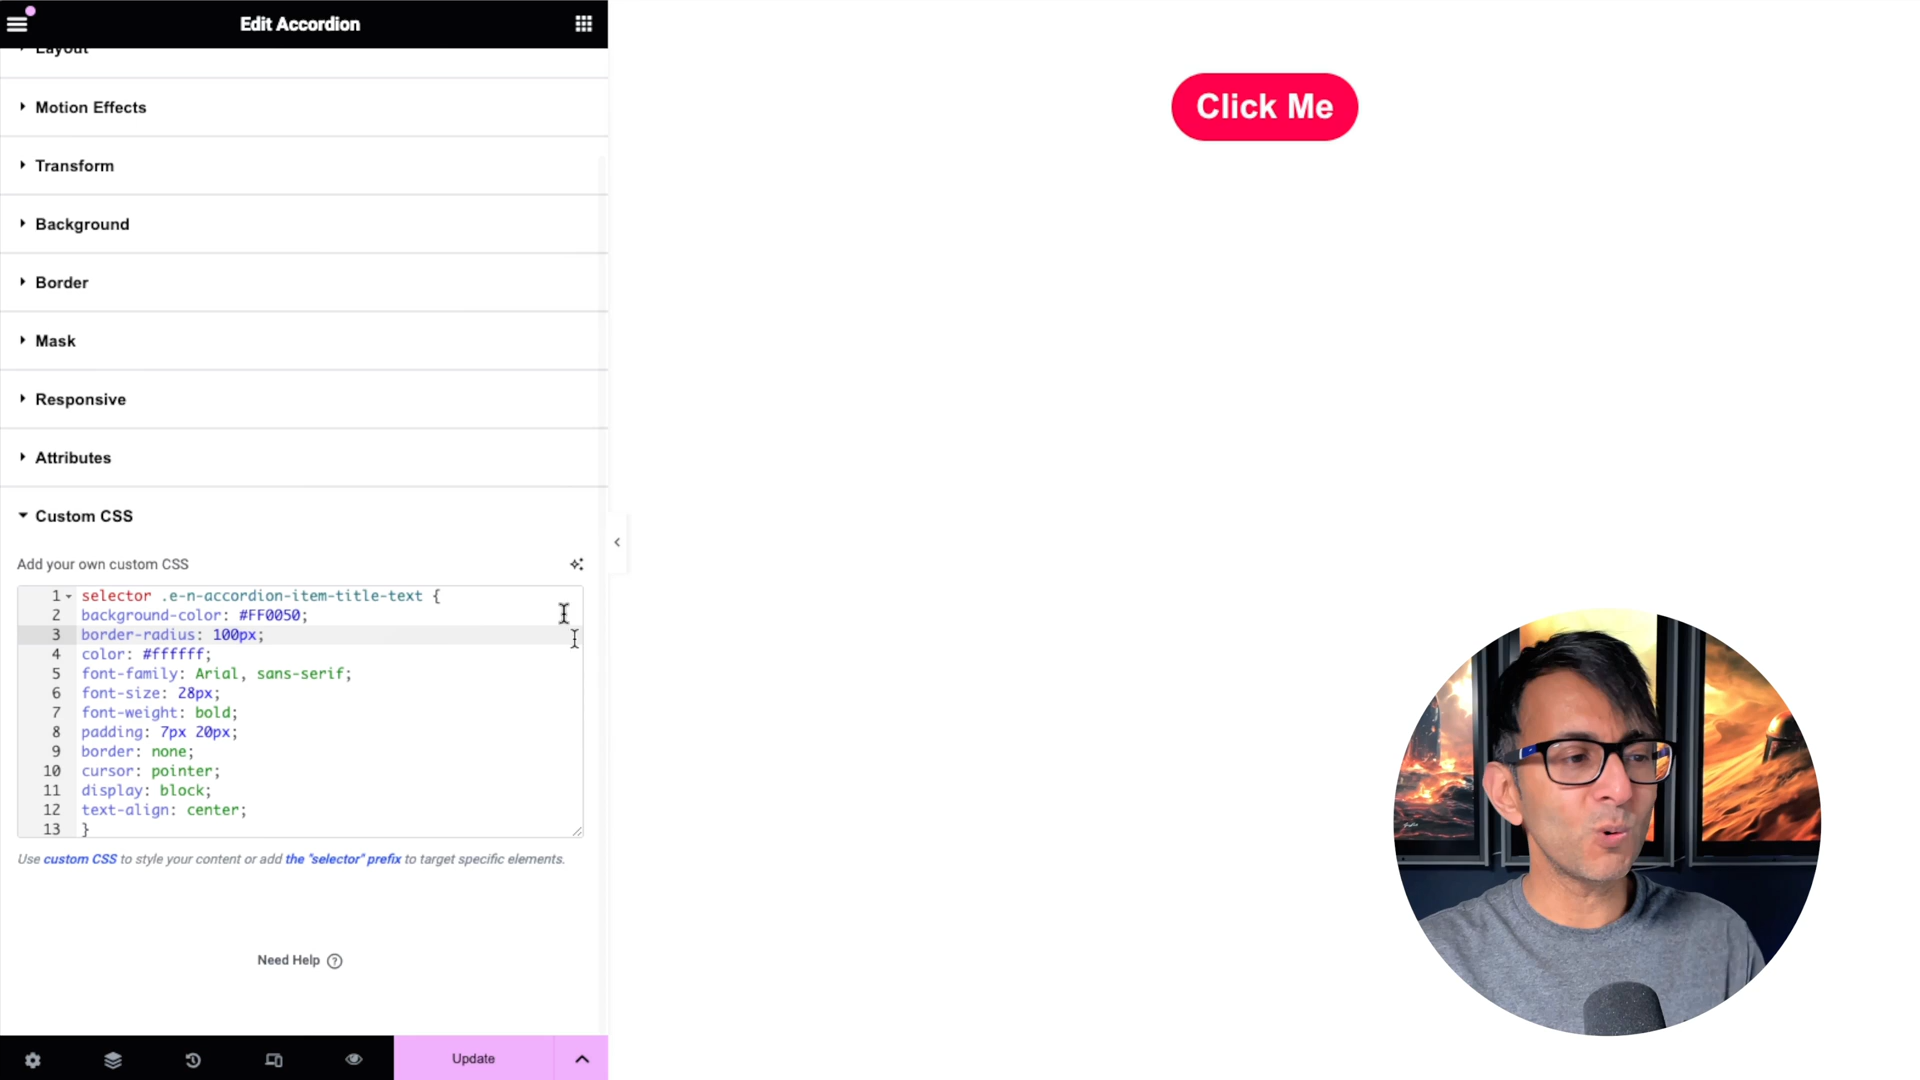 Edit Accordion
Layout
Motion Effects
Transform
Background
Border
Mask
Responsive
Attributes
Custom CSS
Add your own custom CSS
1 selector .e-n-accordion-item-title-text {
2 background-color: #FF0050;
3 border-radius: 100px;
4 color: #ffffff;
5 font-family: Arial, sans-serif;
6 font-size: 28px;
7 font-weight: bold;
8 padding: 7px 20px;
9 border: none;
10 cursor: pointer;
11 display: block;
12 text-align: center;
13 }
Use custom CSS to style your content or add the "selector" prefix to target specific elements.
Need Help ?
Update
Click Me